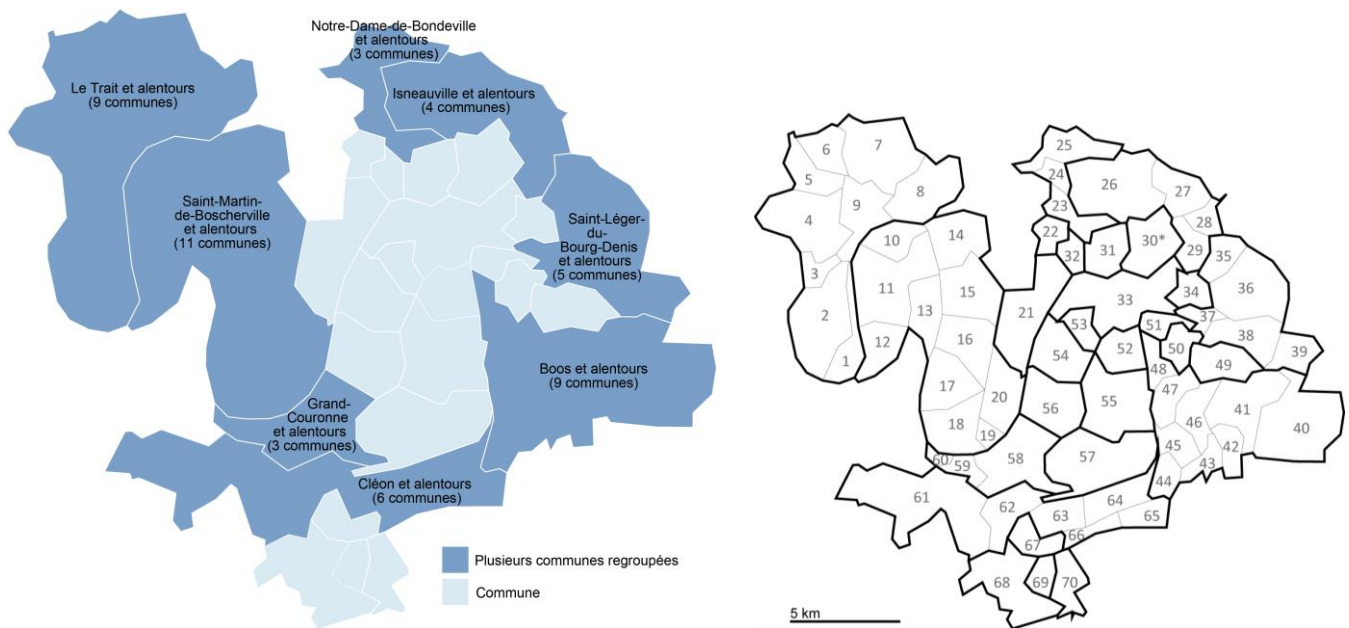 Notre-Dame-de-Bondeville
et alentours
(3 communes)
Le Trait et alentours
(9 communes)
Isneauville et alentours
(4 communes)
Saint-Martin-
de-Boscherville
et alentours
(11 communes)
Saint-Léger-
du-
Bourg-Denis
et alentours
(5 communes)
Boos et alentours
(9 communes)
Grand-
Couronne
et alentours
(3 communes)
Cléon et alentours
(6 communes)
Plusieurs communes regroupées
Commune
1
2
3
4
5
6
7
8
9
10
11
12
13
14
15
16
17
18
19
20
21
22
23
24
25
26
27
28
29
30*
31
32
33
34
35
36
37
38
39
40
41
42
43
44
45
46
47
48
49
50
51
52
53
54
55
56
57
58
59
60
61
62
63
64
65
66
67
68
69
70
5 km